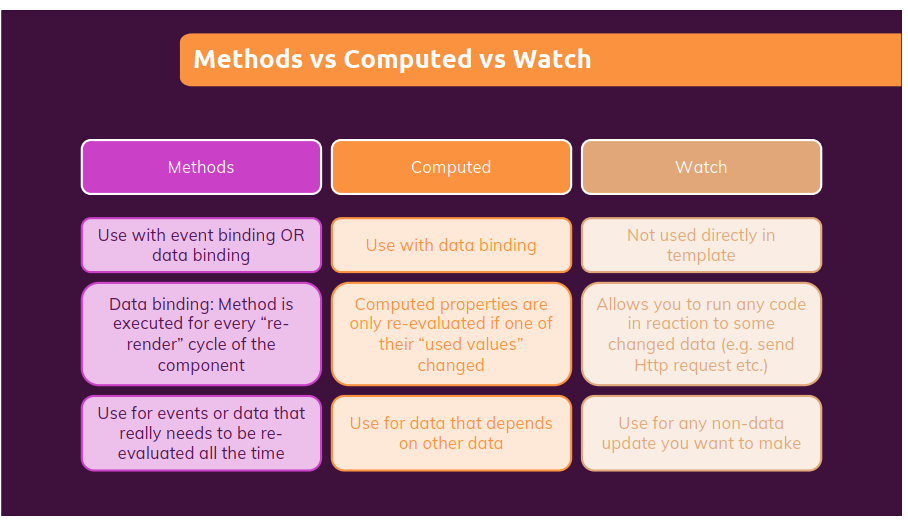 Methods vs Computed vs Watch
Methods
Computed
Watch
Use with event binding OR
data binding
Use with data binding
Not used directly in
template
Data binding: Method is
executed for every “re-
render” cycle of the
component
Computed properties are
only re-evaluated if one of
their “used values”
changed
Allows you to run any code
in reaction to some
changed data (e.g. send
Http request etc.)
Use for events or data that
really needs to be re-
evaluated all the time
Use for data that depends
on other data
Use for any non-data
update you want to make